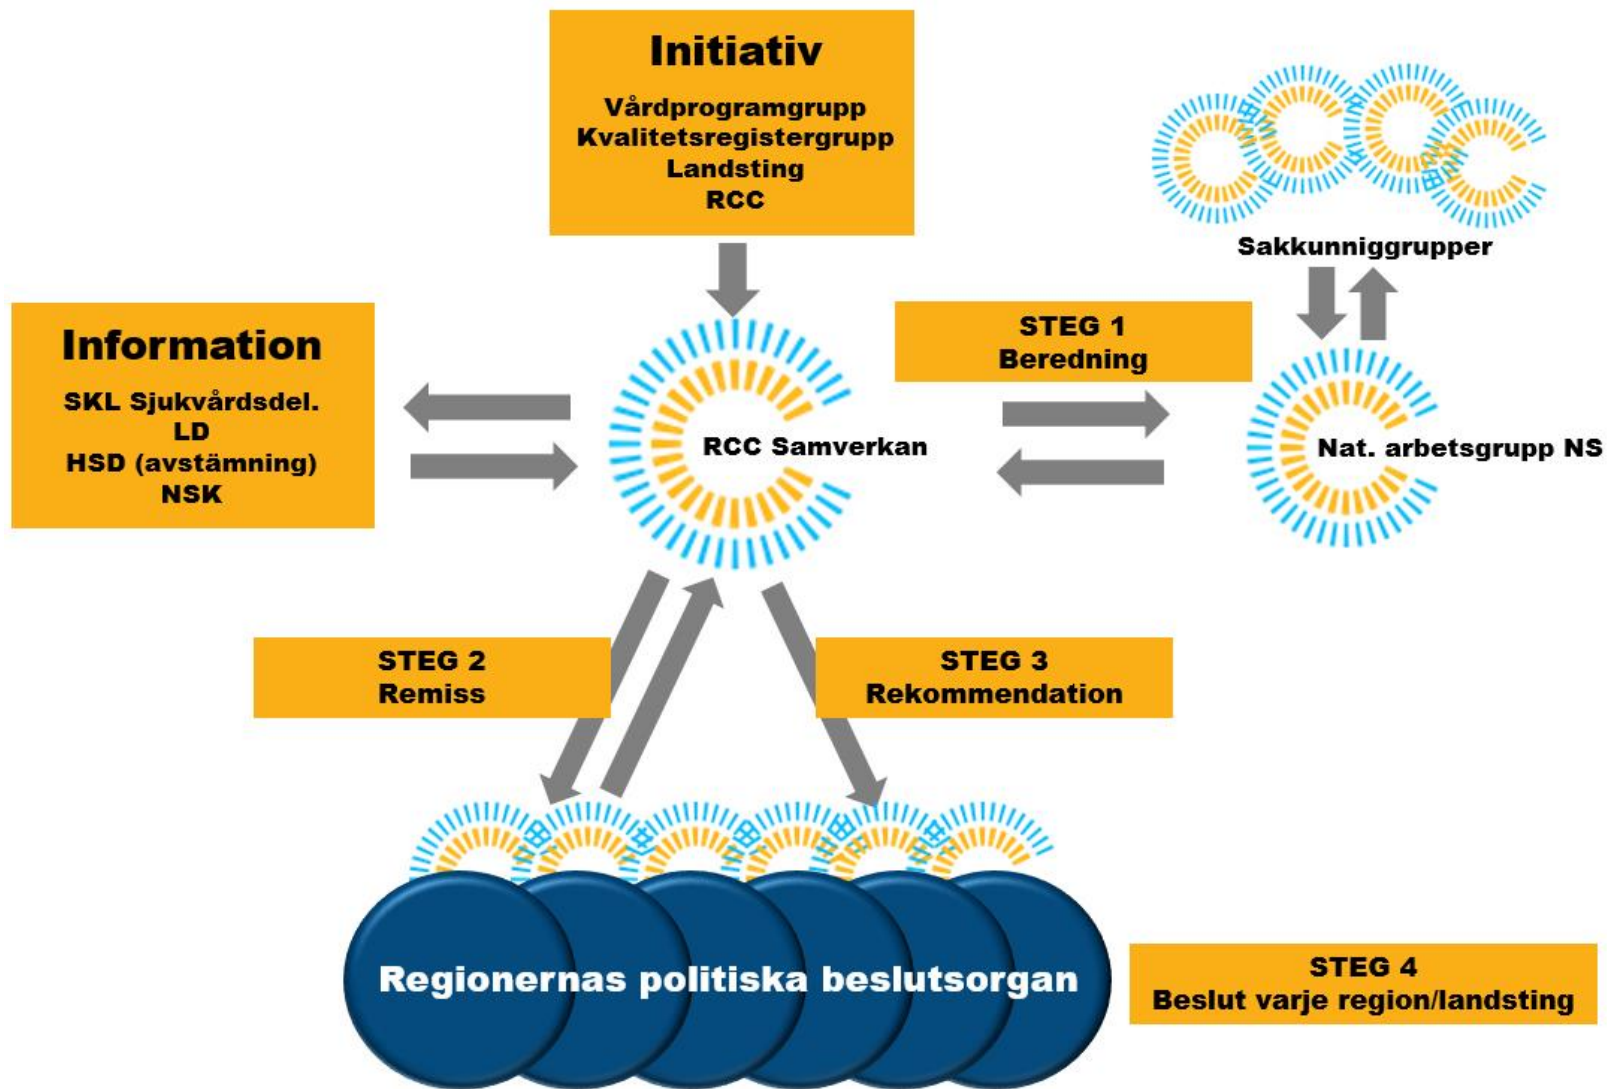 Initiativ
Vårdprogramgrupp
Kvalitetsregistergrupp
Landsting
RCC
Sakkunniggrupper
Information
SKL Sjukvårdsdel.
LD
HSD (avstämning)
NSK
STEG 1
Beredning
RCC Samverkan
Nat. arbetsgrupp NS
STEG 2
Remiss
STEG 3
Rekommendation
Regionernas politiska beslutsorgan
STEG 4
Beslut varje region/landsting